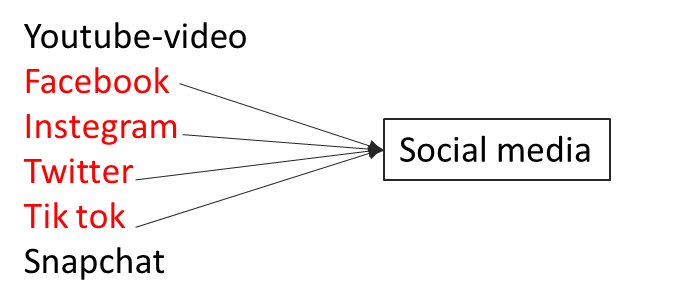 Youtube-video
Facebook
Instegram
Twitter
Tik tok
Snapchat
Social media